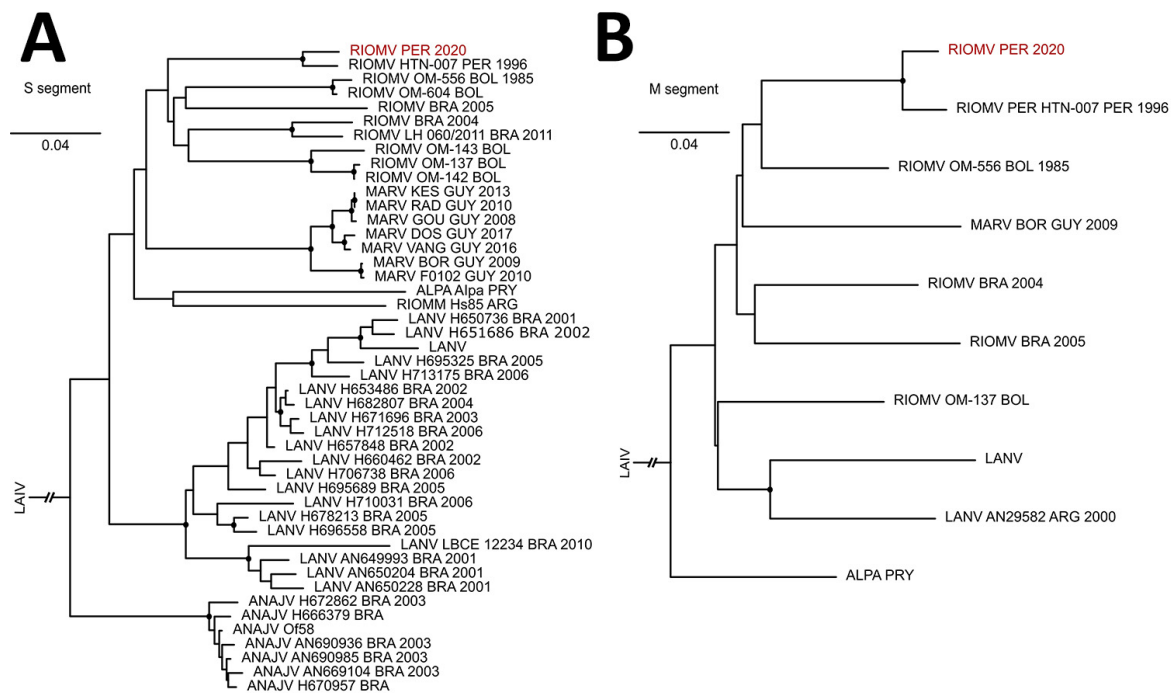 A
S segment
0.04
RIOMV PER 2020
RIOMV HTN-007 PER 1996
RIOMV OM-556 BOL 1985
RIOMV OM-604 BOL
RIOMV BRA 2005
RIOMV BRA 2004
RIOMV LH 060/2011 BRA 2011
RIOMV OM-143 BOL
RIOMV OM-137 BOL
RIOMV OM-142 BOL
MARV KES GUY 2013
MARV RAD GUY 2010
MARV GOU GUY 2008
MARV DOS GUY 2017
MARV VANG GUY 2016
MARV BOR GUY 2009
MARV F0102 GUY 2010
ALPA Alpa PRY
RIOMM Hs85 ARG
LANV H650736 BRA 2001
LANV H651686 BRA 2002
LANV
LANV H695325 BRA 2005
LANV H713175 BRA 2006
LANV H653486 BRA 2002
LANV H682807 BRA 2004
LANV H671696 BRA 2003
LANV H712518 BRA 2006
LANV H657848 BRA 2002
LANV H660462 BRA 2002
LANV H706738 BRA 2006
LANV H695689 BRA 2005
LANV H710031 BRA 2006
LANV H678213 BRA 2005
LANV H696558 BRA 2005
LANV LBCE 12234 BRA 2010
LANV AN649993 BRA 2001
LANV AN650204 BRA 2001
LANV AN650228 BRA 2001
ANAJV H672862 BRA 2003
ANAJV H666379 BRA
ANAJV Of58
ANAJV AN690936 BRA 2003
ANAJV AN690985 BRA 2003
ANAJV AN669104 BRA 2003
ANAJV H670957 BRA
LAIV
B
M segment
0.04
RIOMV PER 2020
RIOMV PER HTN-007 PER 1996
RIOMV OM-556 BOL 1985
MARV BOR GUY 2009
RIOMV BRA 2004
RIOMV BRA 2005
RIOMV OM-137 BOL
LANV
LANV AN29582 ARG 2000
ALPA PRY
LAIV